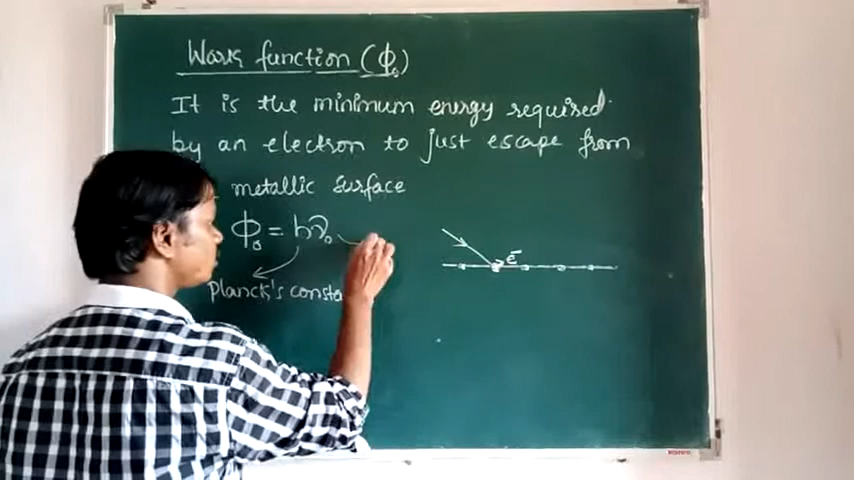 Work function (ϕ₀)
It is the minimum energy required
by an electron to just escape from
metallic surface
ϕ₀ = hν₀
e⁻
Planck's consta